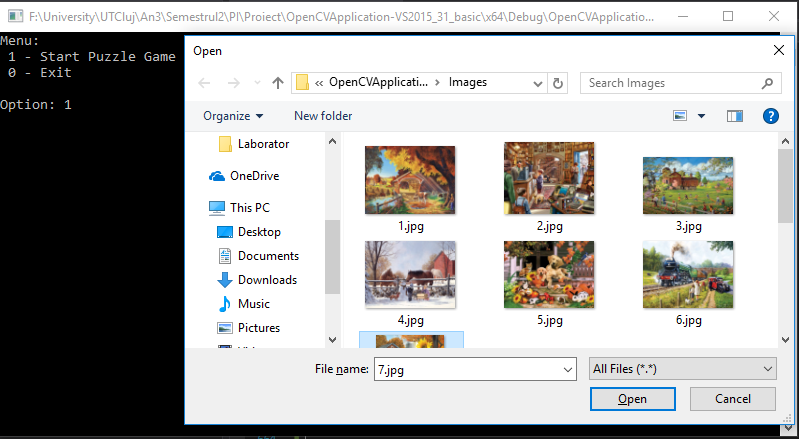 F:\University\UTCluj\An3\Semestrul2\PI\Proiect\OpenCVApplication-VS2015_31_basic\x64\Debug\OpenCVApplicatio...
Menu:
1 - Start Puzzle Game
0 - Exit
Option: 1
Open
« OpenCVApplicati... > Images
Search Images
Organize
New folder
Laborator
OneDrive
This PC
Desktop
Documents
Downloads
Music
Pictures
1.jpg
2.jpg
3.jpg
4.jpg
5.jpg
6.jpg
File name:
7.jpg
All Files (*.*)
Open
Cancel